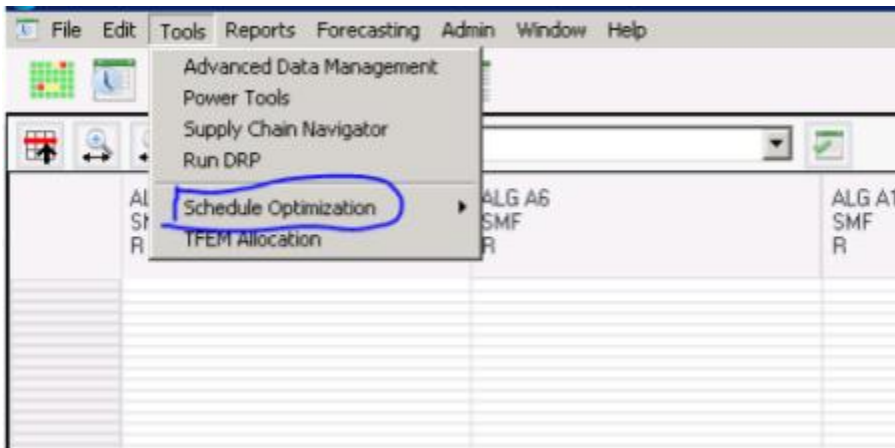 File Edit Tools Reports Forecasting Admin Window Help
Advanced Data Management
Power Tools
Supply Chain Navigator
Run DRP
Schedule Optimization
TFEM Allocation
ALG A6
SMF
R
ALG A1
SMF
R